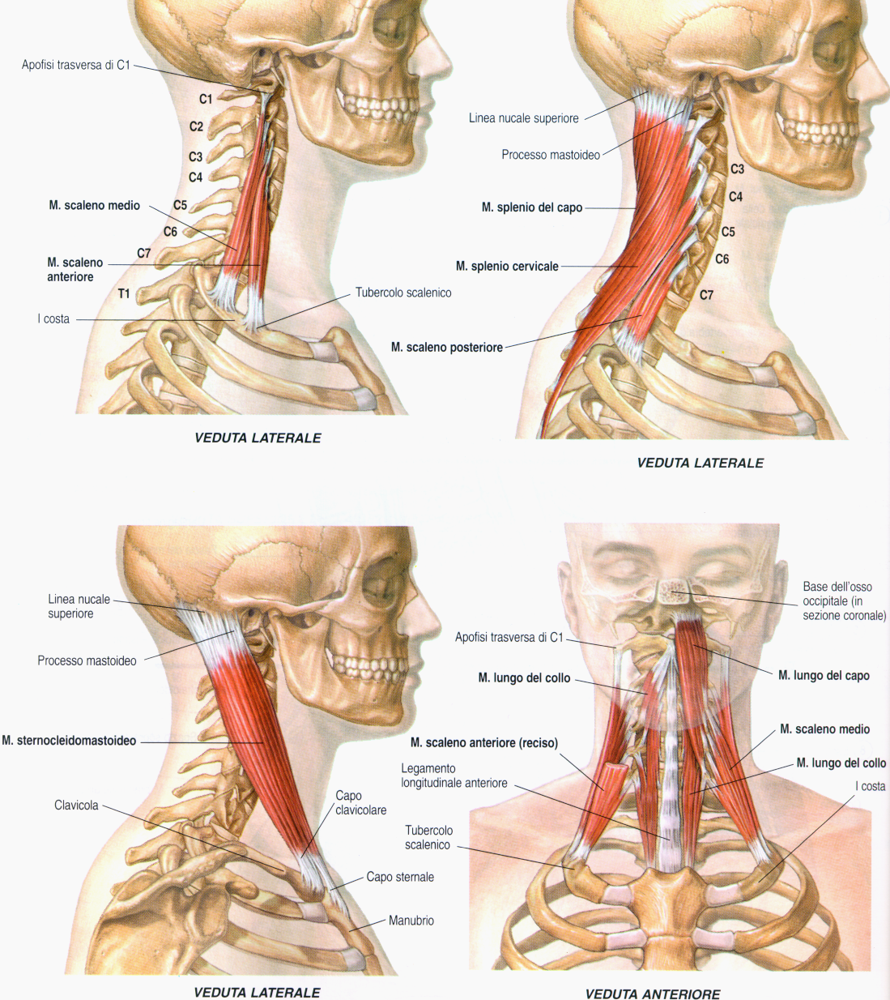 Apofisi trasversa di C1
C1
C2
C3
C4
C5
C6
C7
T1
M. scaleno medio
M. scaleno
anteriore
I costa
Tubercolo scalenico
VEDUTA LATERALE
Linea nucale superiore
Processo mastoideo
M. splenio del capo
M. splenio cervicale
M. scaleno posteriore
C3
C4
C5
C6
C7
VEDUTA LATERALE
Linea nucale
superiore
Processo mastoideo
M. sternocleidomastoideo
Clavicola
Capo
clavicolare
Capo sternale
Manubrio
VEDUTA LATERALE
Base dell'osso
occipitale (in
sezione coronale)
Apofisi trasversa di C1
M. lungo del collo
M. lungo del capo
M. scaleno anteriore (reciso)
M. scaleno medio
Legamento
longitudinale anteriore
M. lungo del collo
I costa
Tubercolo
scalenico
VEDUTA ANTERIORE